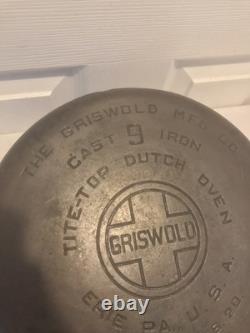 THE GRISWOLD MFG. CO.
CAST 9 IRON
TITE-TOP DUTCH OVEN
GRISWOLD
ERIE PA., U.S.A.